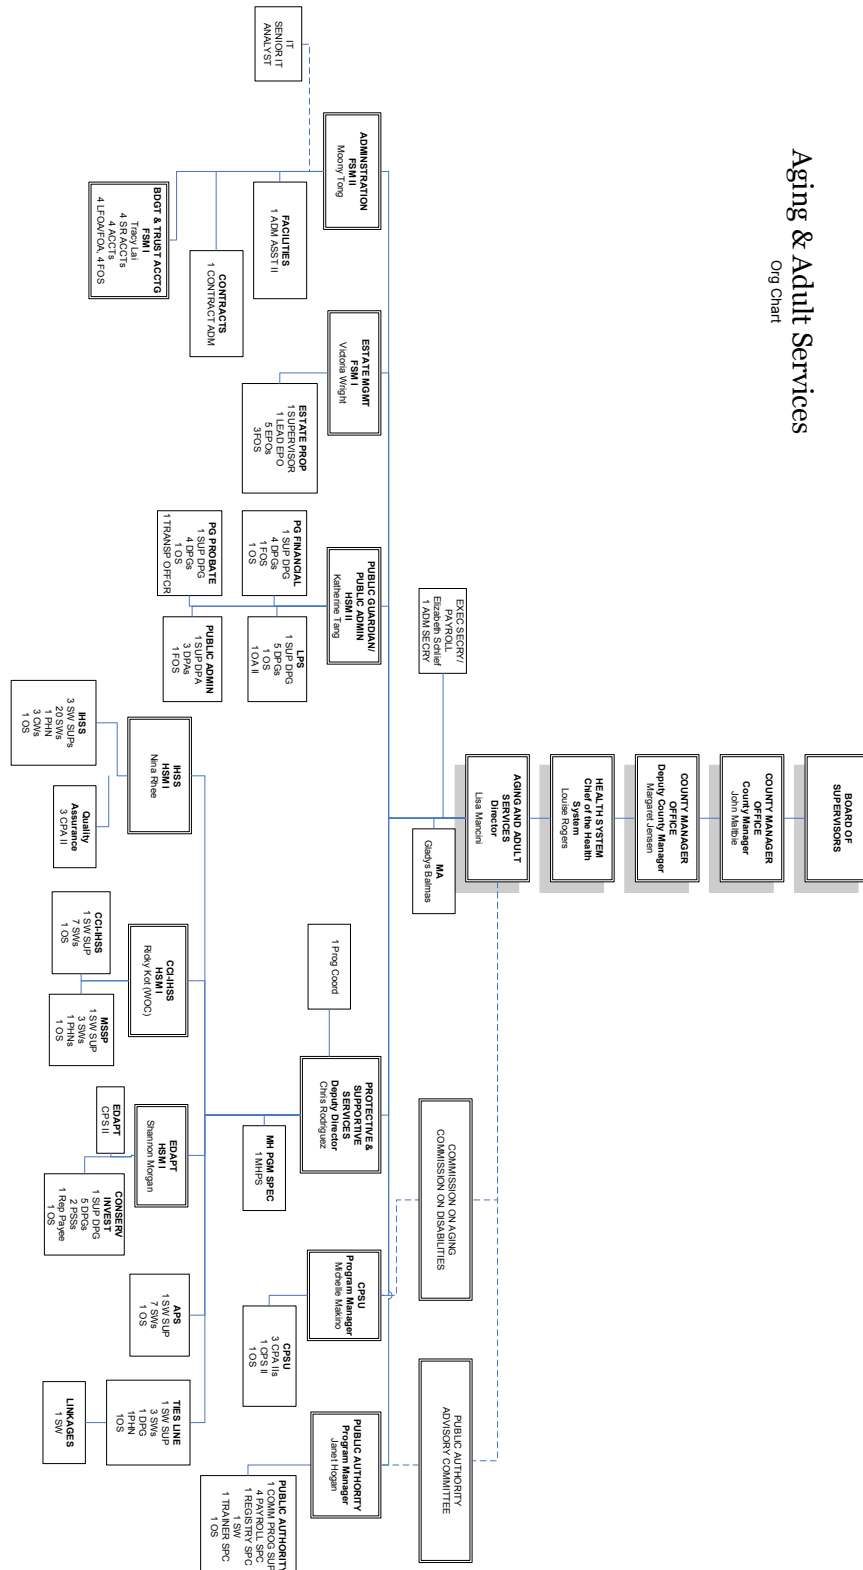 Aging & Adult Services
Org Chart
BOARD OF
SUPERVISORS
COUNTY MANAGER
OFFICE
County Manager
John Maltbie
COUNTY MANAGER
OFFICE
Deputy County Manager
Margaret Jensen
HEALTH SYSTEM
Chief of the Health
System
Louise Rogers
AGING AND ADULT
SERVICES
Director
Lisa Mancini
EXEC SECRY/
PAYROLL
Elizabeth Schlief
1 ADM SECRY
MA
Gladys Balmas
COMMISSION ON AGING
COMMISSION ON DISABILITIES
PUBLIC AUTHORITY
ADVISORY COMMITTEE
IT
SENIOR IT
ANALYST
ADMINSTRATION
FSM II
Moony Tong
FACILITIES
1 ADM ASST II
CONTRACTS
1 CONTRACT ADM
BDGT & TRUST ACCTG
FSM I
Tracy Lai
4 SR ACCTs
4 ACCTs
4 LFOA/FOA, 4 FOS
ESTATE MGMT
FSM I
Victoria Wright
ESTATE PROP
1 SUPERVISOR
1 LEAD EPO
5 EPOs
3FOS
PUBLIC GUARDIAN/
PUBLIC ADMIN
HSM II
Katherine Tang
PG FINANCIAL
1 SUP DPG
4 DPGs
1 FOS
1 OS
LPS
1 SUP DPG
5 DPGs
1 OS
1 OA II
PG PROBATE
1 SUP DPG
4 DPGs
1 OS
1 TRANSP OFFCR
PUBLIC ADMIN
1 SUP DPA
3 DPAs
1 FOS
1 Prog Coord
PROTECTIVE &
SUPPORTIVE
SERVICES
Deputy Director
Chris Rodriguez
MH PGM SPEC
1 MHPS
CPSU
Program Manager
Michelle Makino
CPSU
3 CPA IIs
1 CPS II
1 OS
PUBLIC AUTHORITY
Program Manager
Janet Hogan
PUBLIC AUTHORITY
1 COMM PROG SUP
4 PAYROLL SPC
1 REGISTRY SPC
1 SW
1 TRAINER SPC
1 OS
IHSS
HSM I
Nina Rhee
IHSS
3 SW SUPs
20 SWs
1 PHN
3 CWs
1 OS
Quality
Assurance
3 CPA II
CCI-IHSS
HSM I
Ricky Kot (WOC)
CCI-IHSS
1 SW SUP
7 SWs
1 OS
MSSP
1 SW SUP
3 SWs
1 PHNs
1 OS
EDAPT
HSM I
Shannon Morgan
EDAPT
CPS II
CONSERV
INVEST
1 SUP DPG
5 DPGs
2 PSSs
1 Rep Payee
1 OS
APS
1 SW SUP
7 SWs
1 OS
TIES LINE
1 SW SUP
3 SWs
1 DPG
1PHN
1OS
LINKAGES
1 SW